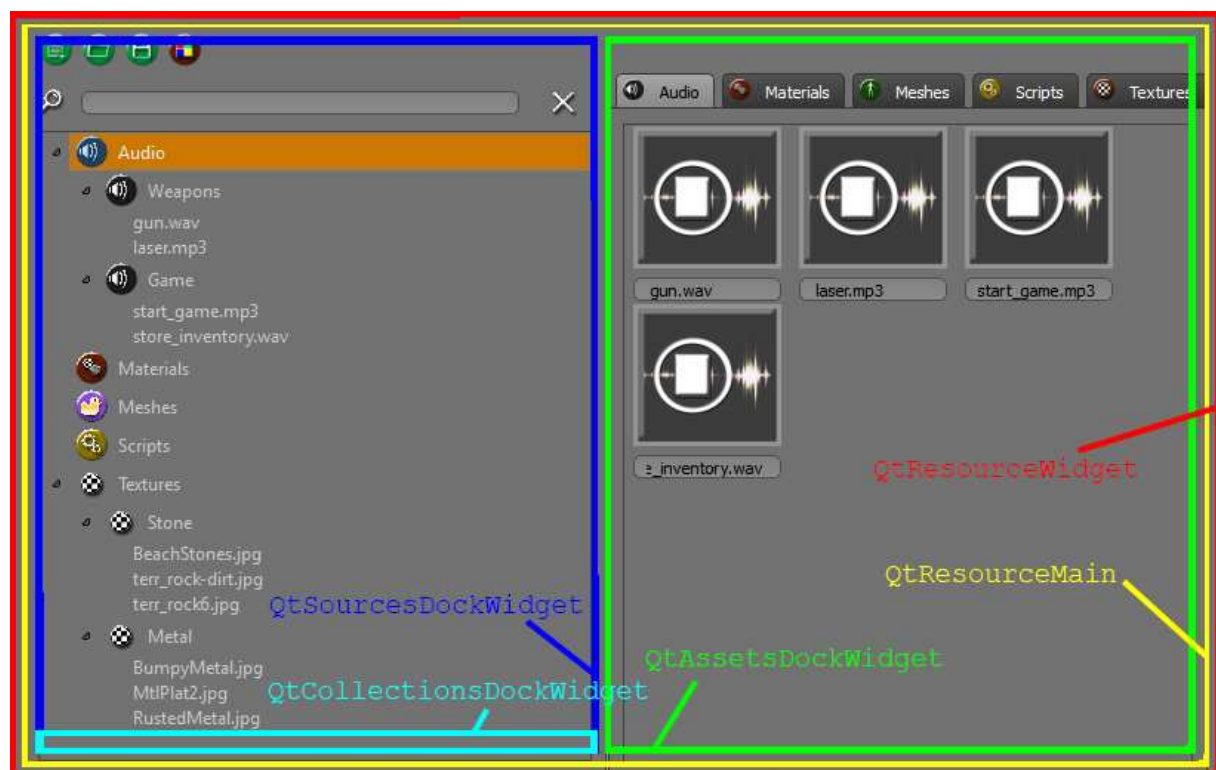 Audio
Weapons
gun.wav
laser.mp3
Game
start_game.mp3
store_inventory.wav
Materials
Meshes
Scripts
Textures
Stone
BeachStones.jpg
terr_rock-dirt.jpg
terr_rock6.jpg
Metal
BumpyMetal.jpg
MtlPlat2.jpg
RustedMetal.jpg
QtSourcesDockWidget
QtCollectionsDockWidget
Audio Materials Meshes Scripts Textures
gun.wav laser.mp3 start_game.mp3
e_inventory.wav
QtResourceWidget
QtResourceMain
QtAssetsDockWidget